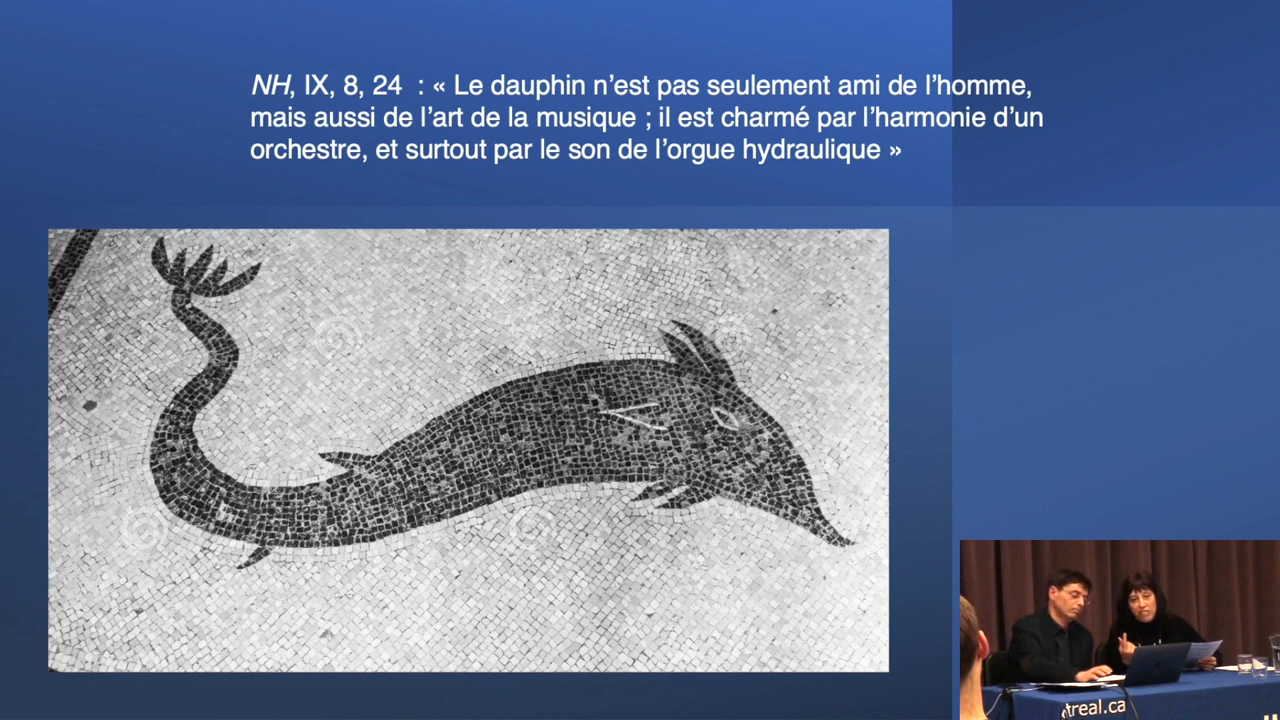 NH, IX, 8, 24 : « Le dauphin n’est pas seulement ami de l’homme,
mais aussi de l’art de la musique ; il est charmé par l’harmonie d’un
orchestre, et surtout par le son de l’orgue hydraulique »
treal.ca